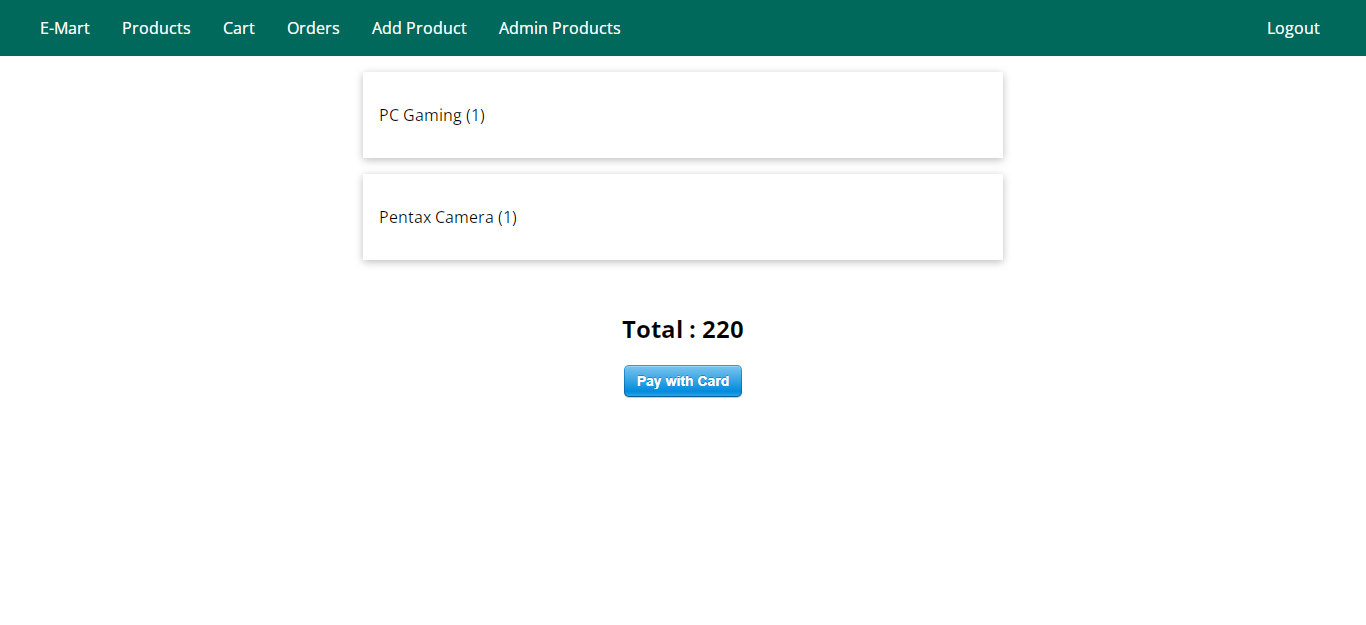 E-Mart Products Cart Orders Add Product Admin Products Logout
PC Gaming (1)
Pentax Camera (1)
Total : 220
Pay with Card